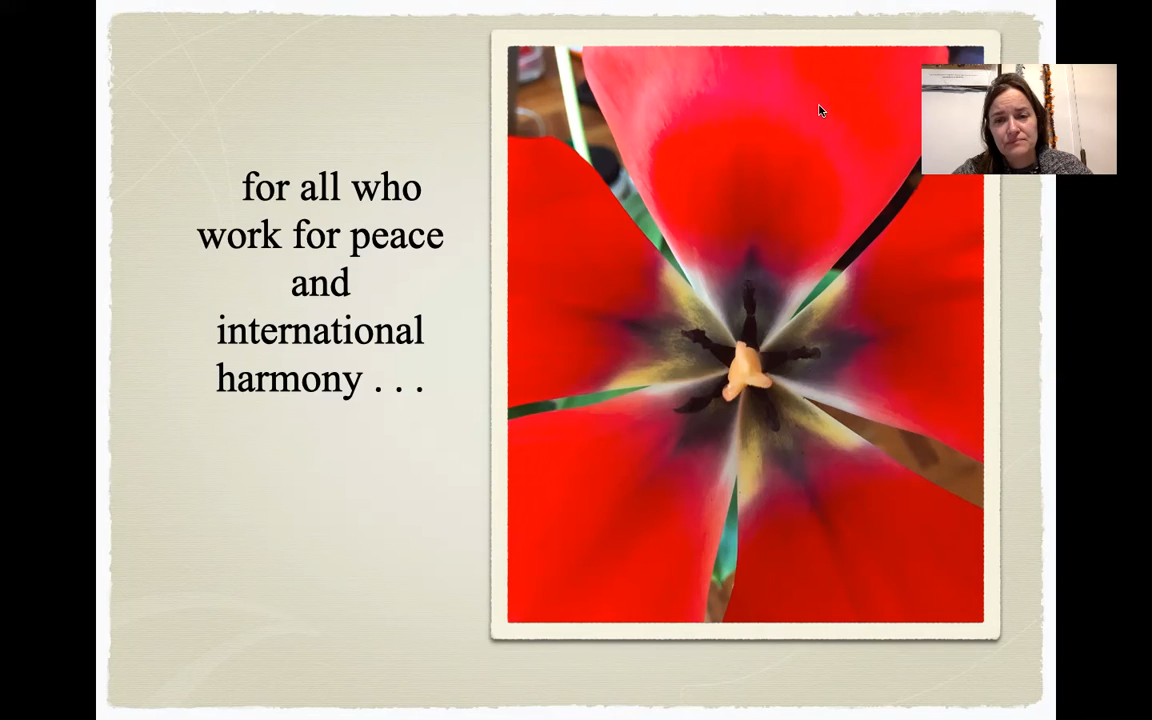 for all who
work for peace
and
international
harmony . . .